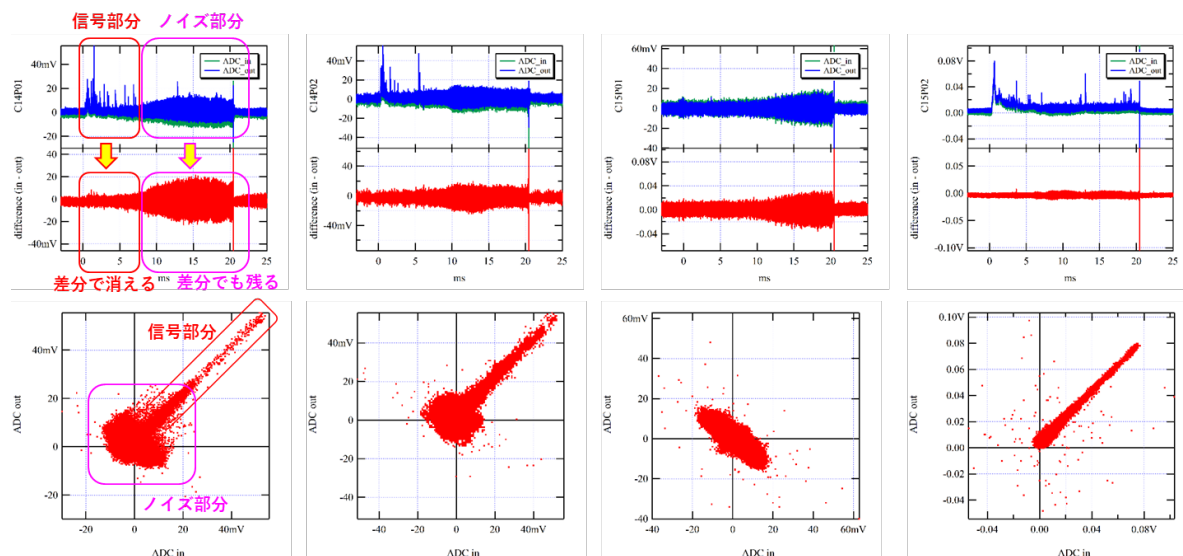 信号部分
ノイズ部分
40mV
20
0
-20
C14P01
ADC_in
ADC_out
40
20
0
-20
-40mV
difference (in - out)
0 5 10 15 20 25
ms
差分で消える
差分でも残る
40mV
20
0
-20
-40
C14P02
ADC_in
ADC_out
40
20
0
-20
-40mV
difference (in - out)
0 5 10 15 20 25
ms
60mV
40
20
0
-20
-40
C15P01
ADC_in
ADC_out
0.08V
0.04
0.00
-0.04
difference (in - out)
0 5 10 15 20 25
ms
0.08V
0.04
0.00
-0.04
C15P02
ADC_in
ADC_out
0.05
0.00
-0.05
-0.10V
difference (in - out)
0 5 10 15 20 25
ms
信号部分
ノイズ部分
40mV
20
0
-20
ADC out
-20 0 20 40mV
ADC in
40mV
20
0
-20
-40
ADC out
-40 -20 0 20 40mV
ADC in
60mV
40
20
0
-20
-40
ADC out
-40 -20 0 20 40 60mV
ADC in
0.10V
0.08
0.06
0.04
0.02
0.00
-0.02
-0.04
ADC out
-0.04 0.00 0.04 0.08V
ADC in